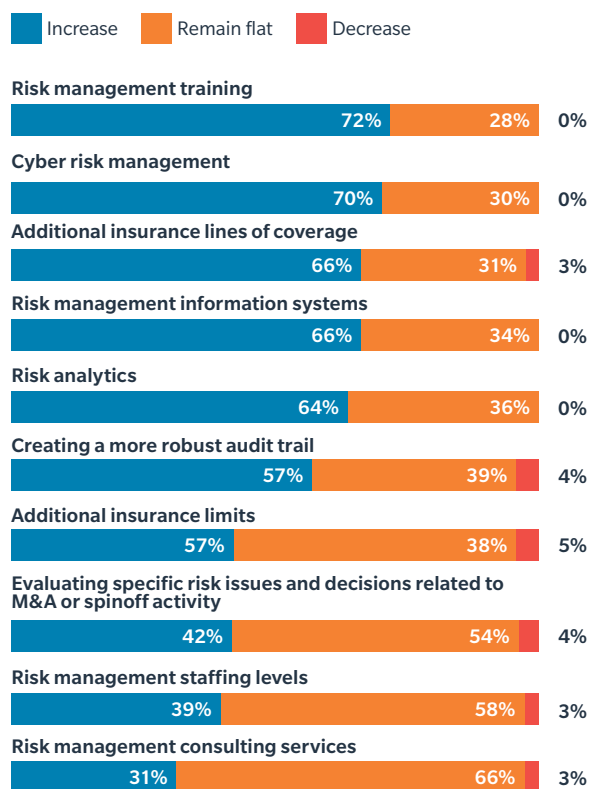 Increase Remain flat Decrease
Risk management training
72% 28% 0%
Cyber risk management
70% 30% 0%
Additional insurance lines of coverage
66% 31% 3%
Risk management information systems
66% 34% 0%
Risk analytics
64% 36% 0%
Creating a more robust audit trail
57% 39% 4%
Additional insurance limits
57% 38% 5%
Evaluating specific risk issues and decisions related to
M&A or spinoff activity
42% 54% 4%
Risk management staffing levels
39% 58% 3%
Risk management consulting services
31% 66% 3%